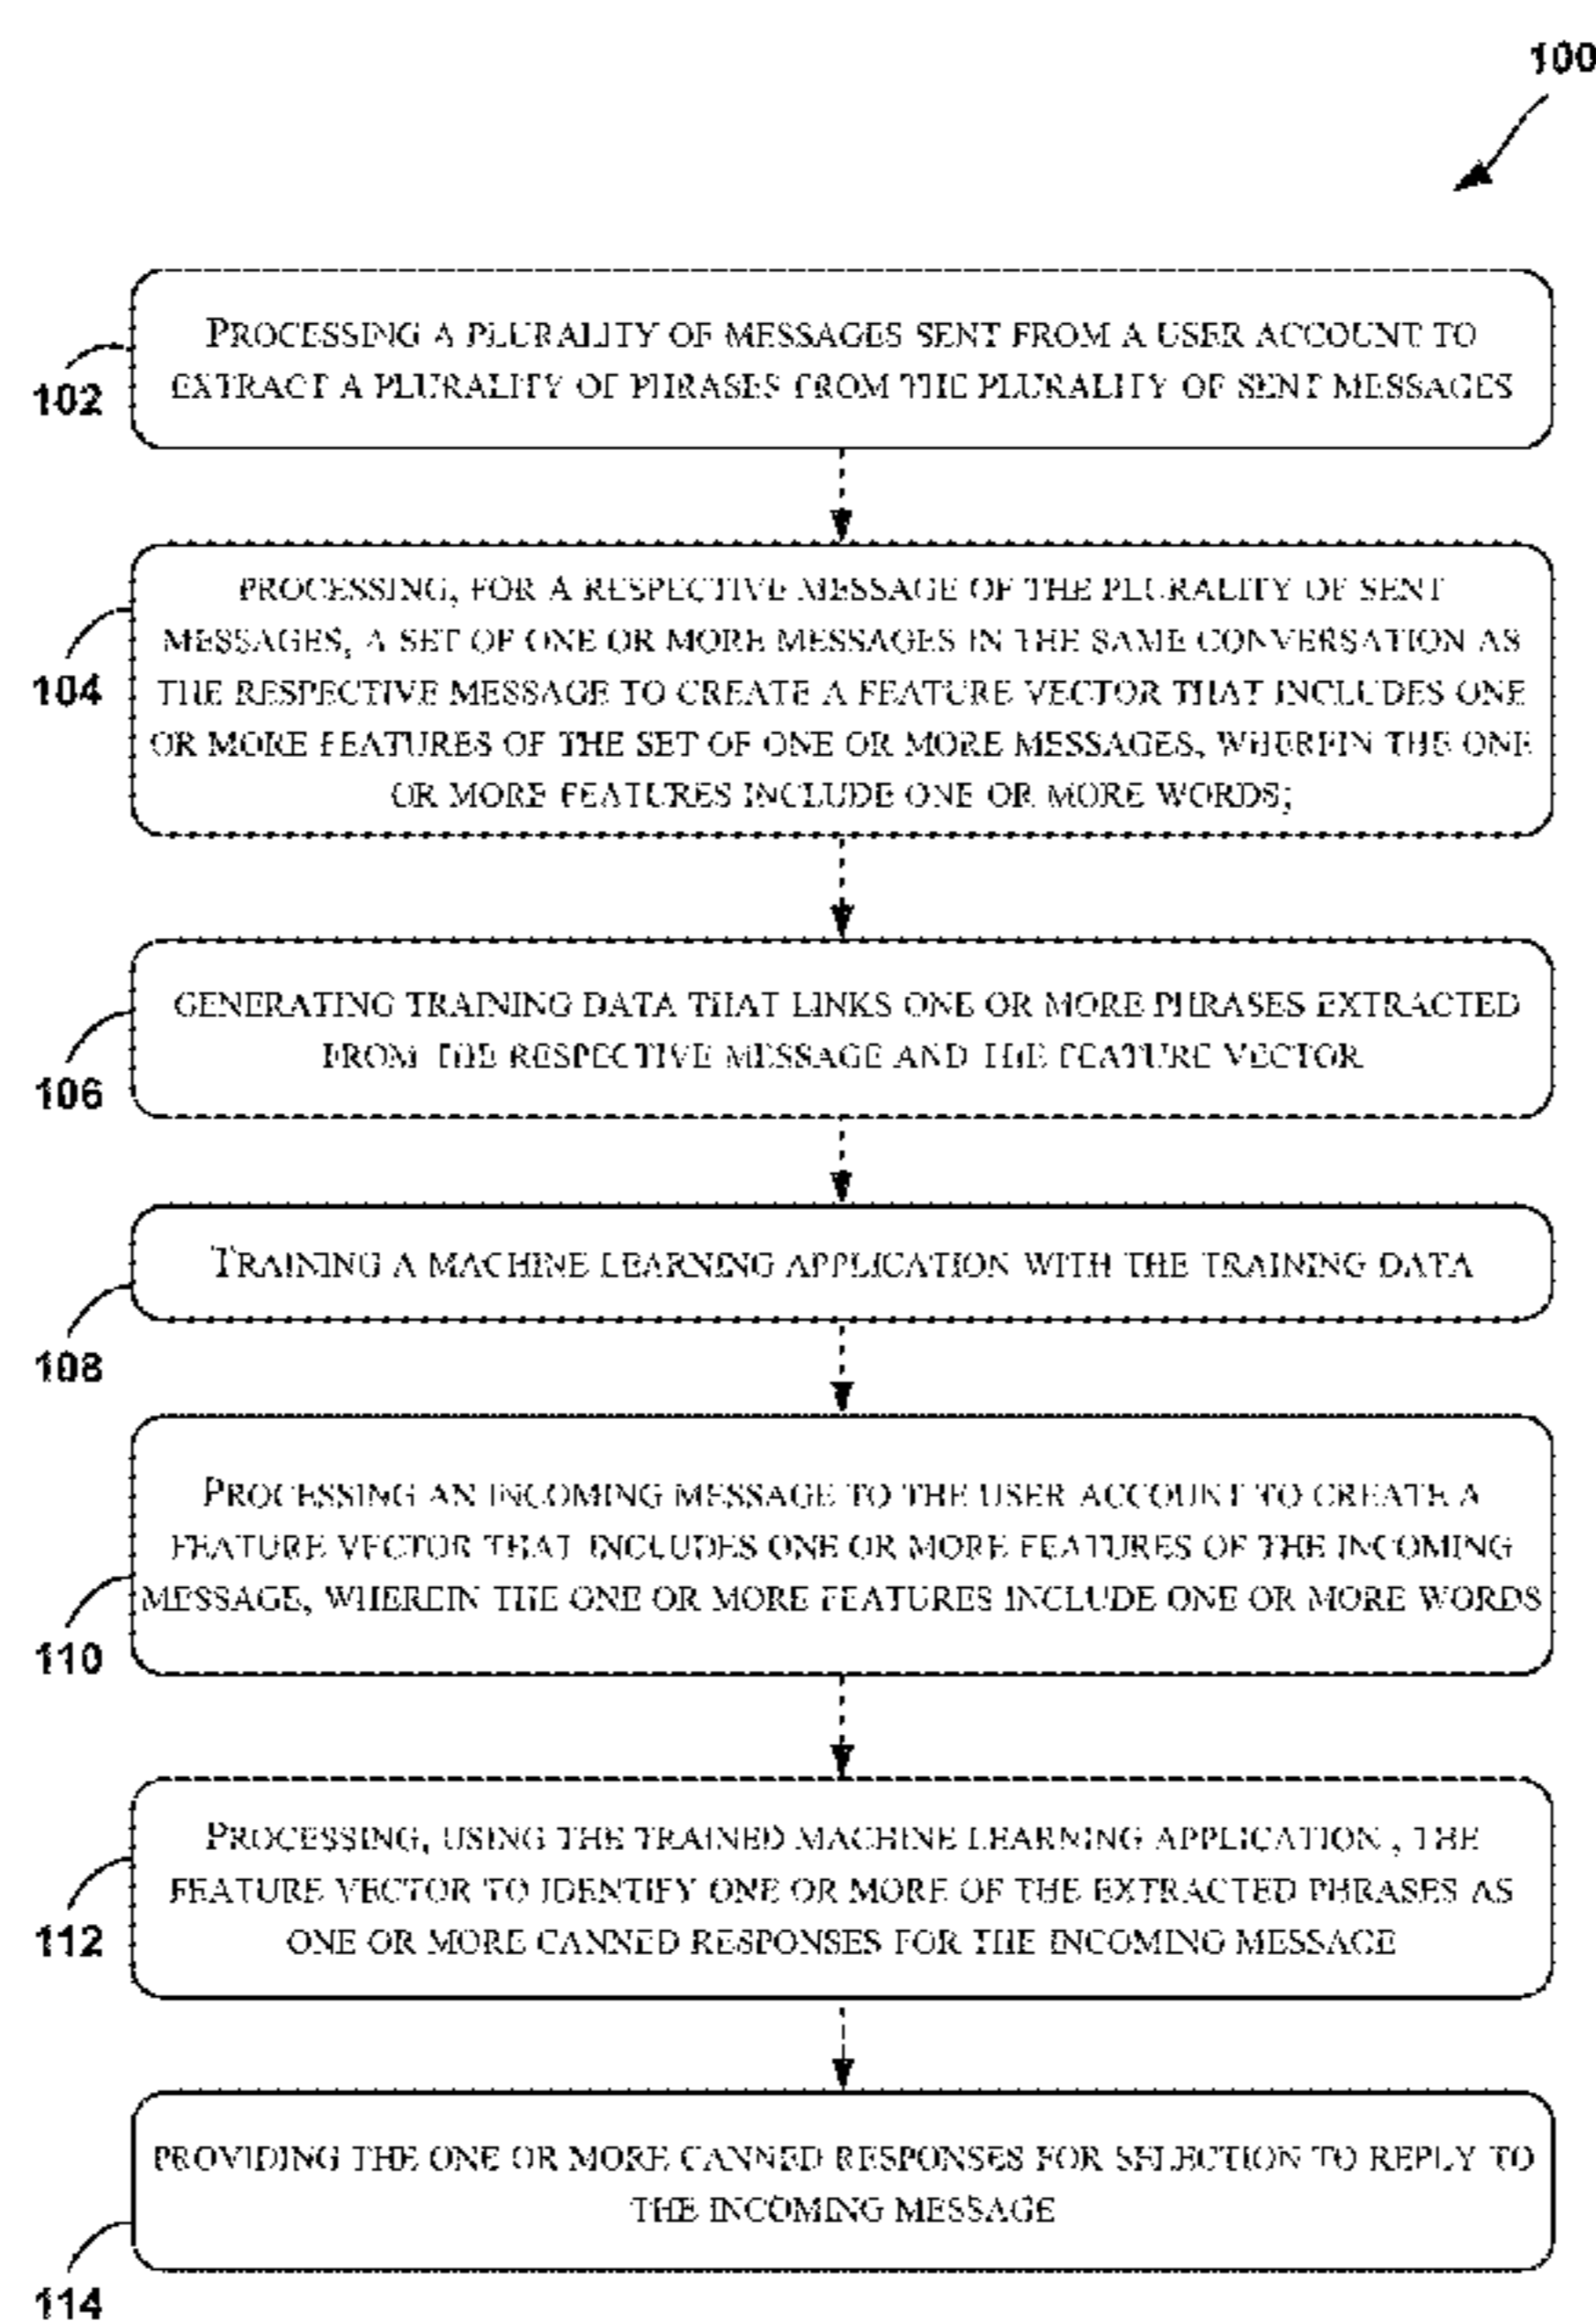 100
PROCESSING A PLURALITY OF MESSAGES SENT FROM A USER ACCOUNT TO
EXTRACT A PLURALITY OF PHRASES FROM THE PLURALITY OF SENT MESSAGES
102
PROCESSING, FOR A RESPECTIVE MESSAGE OF THE PLURALITY OF SENT
MESSAGES, A SET OF ONE OR MORE MESSAGES IN THE SAME CONVERSATION AS
THE RESPECTIVE MESSAGE TO CREATE A FEATURE VECTOR THAT INCLUDES ONE
OR MORE FEATURES OF THE SET OF ONE OR MORE MESSAGES, WHEREIN THE ONE
OR MORE FEATURES INCLUDE ONE OR MORE WORDS;
104
GENERATING TRAINING DATA THAT LINKS ONE OR MORE PHRASES EXTRACTED
FROM THE RESPECTIVE MESSAGE AND THE FEATURE VECTOR
106
TRAINING A MACHINE LEARNING APPLICATION WITH THE TRAINING DATA
108
PROCESSING AN INCOMING MESSAGE TO THE USER ACCOUNT TO CREATE A
FEATURE VECTOR THAT INCLUDES ONE OR MORE FEATURES OF THE INCOMING
MESSAGE, WHEREIN THE ONE OR MORE FEATURES INCLUDE ONE OR MORE WORDS
110
PROCESSING, USING THE TRAINED MACHINE LEARNING APPLICATION , THE
FEATURE VECTOR TO IDENTIFY ONE OR MORE OF THE EXTRACTED PHRASES AS
ONE OR MORE CANNED RESPONSES FOR THE INCOMING MESSAGE
112
PROVIDING THE ONE OR MORE CANNED RESPONSES FOR SELECTION TO REPLY TO
THE INCOMING MESSAGE
114